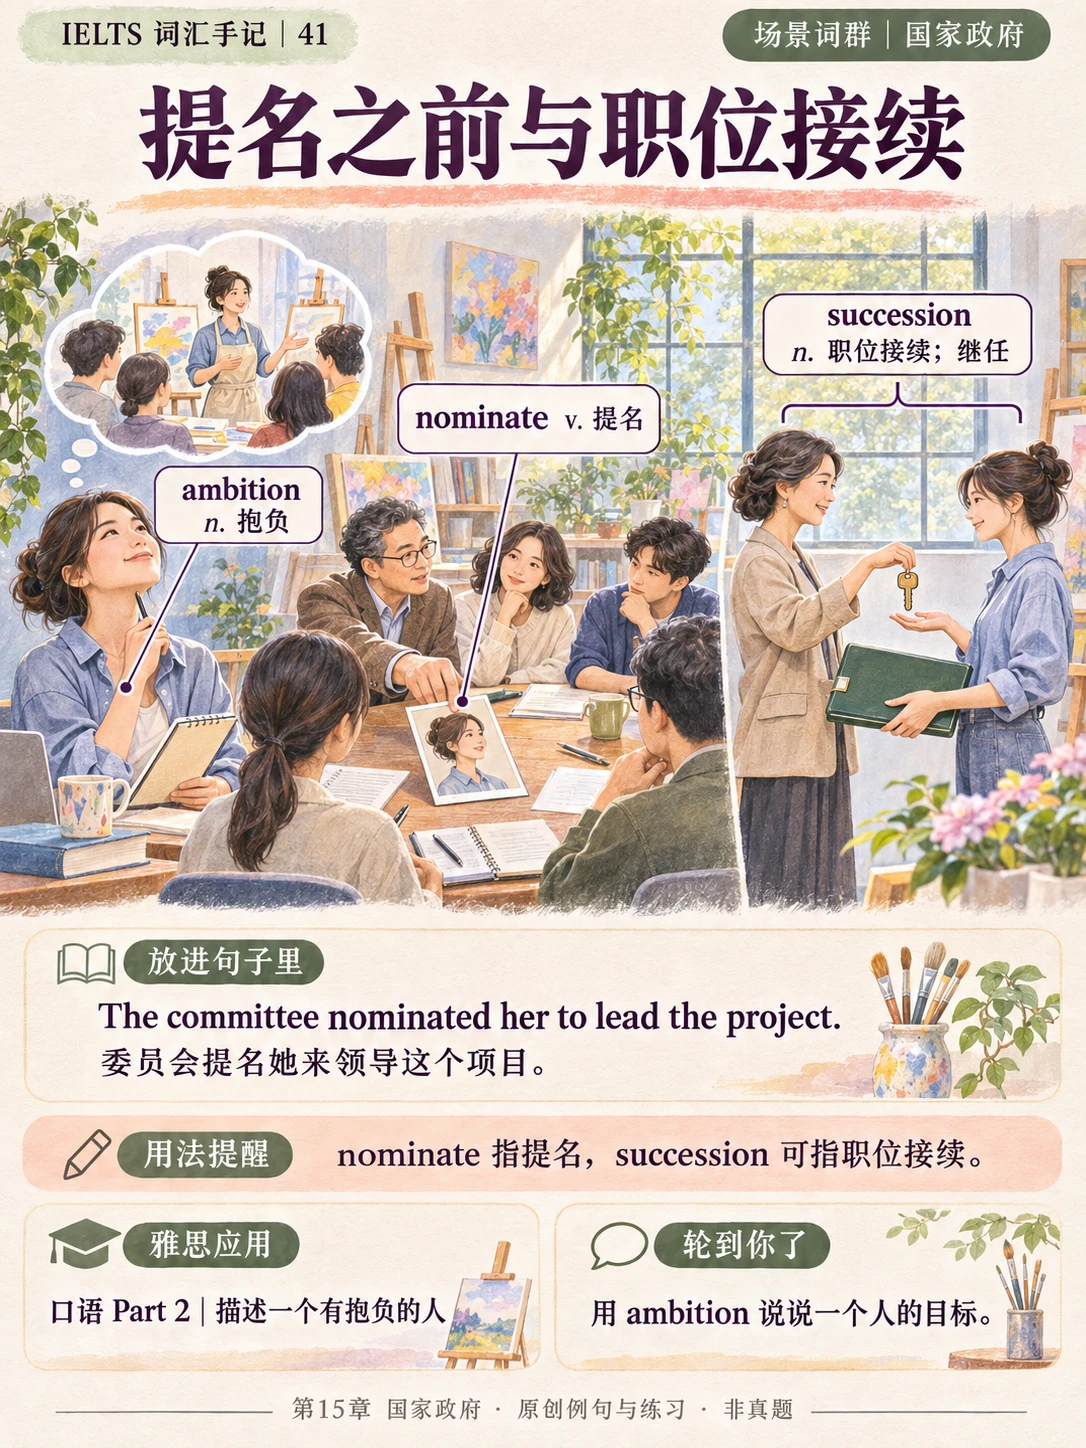 IELTS 词汇手记｜41
场景词群｜国家政府
提名之前与职位接续
succession
n. 职位接续；继任
nominate v. 提名
ambition
n. 抱负
放进句子里
The committee nominated her to lead the project.
委员会提名她来领导这个项目。
用法提醒
nominate 指提名，succession 可指职位接续。
雅思应用
口语 Part 2｜描述一个有抱负的人
轮到你了
用 ambition 说说一个人的目标。
第15章 国家政府 · 原创例句与练习 · 非真题